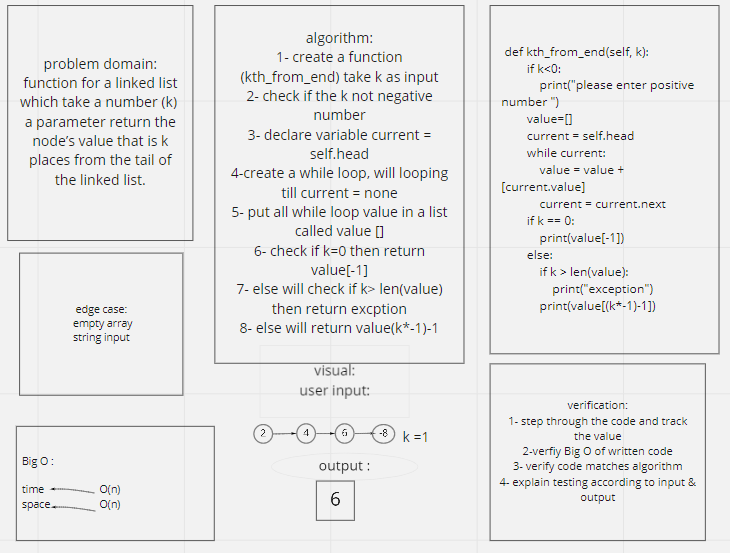 problem domain:
function for a linked list
which take a number (k)
a parameter return the
node's value that is k
places from the tail of
the linked list.
algorithm:
1- create a function
(kth_from_end) take k as input
2- check if the k not negative
number
3- declare variable current =
self.head
4-create a while loop, will looping
till current = none
5- put all while loop value in a list
called value []
6- check if k=0 then return
value[-1]
7- else will check if k> len(value)
then return excption
8- else will return value(k*-1)-1
def kth_from_end(self, k):
if k<0:
print("please enter positive
number ")
value=[]
current = self.head
while current:
value = value +
[current.value]
current = current.next
if k == 0:
print(value[-1])
else:
if k > len(value):
print("exception")
print(value[(k*-1)-1])
edge case:
empty array
string input
visual:
user input:
2 4 6 -8 k =1
output :
6
Big O :
time O(n)
space O(n)
verification:
1- step through the code and track
the value
2-verfiy Big O of written code
3- verify code matches algorithm
4- explain testing according to input &
output